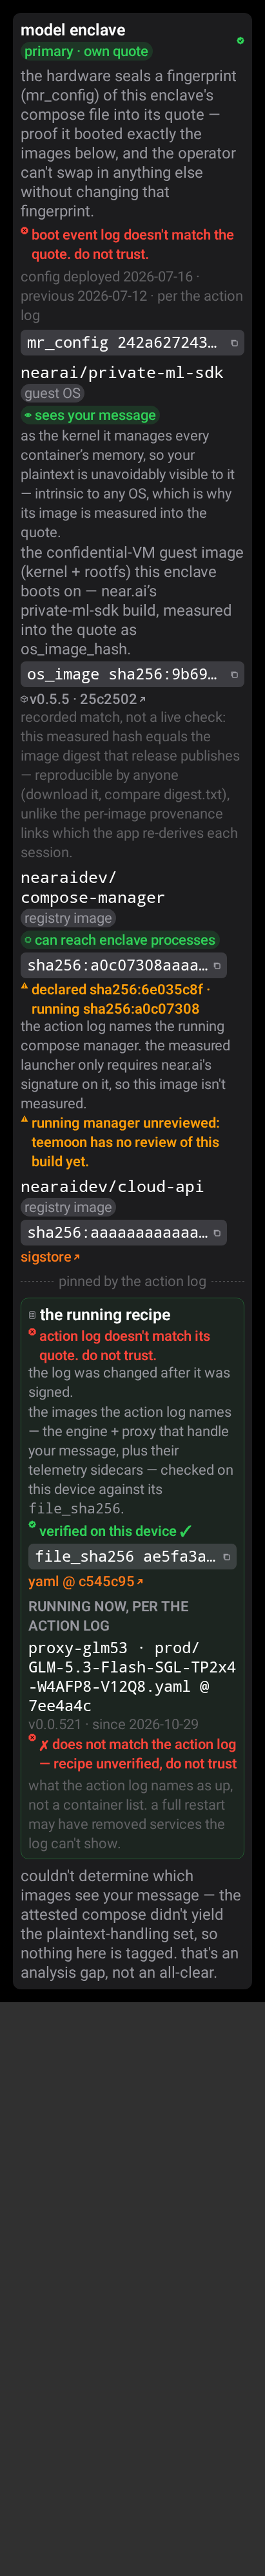 model enclave
primary · own quote
the hardware seals a fingerprint
(mr_config) of this enclave's
compose file into its quote —
proof it booted exactly the
images below, and the operator
can't swap in anything else
without changing that
fingerprint.
boot event log doesn't match the
quote. do not trust.
config deployed 2026-07-16 ·
previous 2026-07-12 · per the action
log
mr_config 242a627243…
nearai/private-ml-sdk
guest OS
sees your message
as the kernel it manages every
container's memory, so your
plaintext is unavoidably visible to it
— intrinsic to any OS, which is why
its image is measured into the
quote.
the confidential-VM guest image
(kernel + rootfs) this enclave
boots on — near.ai's
private-ml-sdk build, measured
into the quote as
os_image_hash.
os_image sha256:9b69…
v0.5.5 · 25c2502↗
recorded match, not a live check:
this measured hash equals the
image digest that release publishes
— reproducible by anyone
(download it, compare digest.txt),
unlike the per-image provenance
links which the app re-derives each
session.
nearaidev/
compose-manager
registry image
can reach enclave processes
sha256:a0c07308aaaa…
declared sha256:6e035c8f ·
running sha256:a0c07308
the action log names the running
compose manager. the measured
launcher only requires near.ai's
signature on it, so this image isn't
measured.
running manager unreviewed:
teemoon has no review of this
build yet.
nearaidev/cloud-api
registry image
sha256:aaaaaaaaaaaa…
sigstore↗
pinned by the action log
the running recipe
action log doesn't match its
quote. do not trust.
the log was changed after it was
signed.
the images the action log names
— the engine + proxy that handle
your message, plus their
telemetry sidecars — checked on
this device against its
file_sha256.
verified on this device ✓
file_sha256 ae5fa3a…
yaml @ c545c95↗
RUNNING NOW, PER THE
ACTION LOG
proxy-glm53 · prod/
GLM-5.3-Flash-SGL-TP2x4
-W4AFP8-V12Q8.yaml @
7ee4a4c
v0.0.521 · since 2026-10-29
✗ does not match the action log
— recipe unverified, do not trust
what the action log names as up,
not a container list. a full restart
may have removed services the
log can't show.
couldn't determine which
images see your message — the
attested compose didn't yield
the plaintext-handling set, so
nothing here is tagged. that's an
analysis gap, not an all-clear.